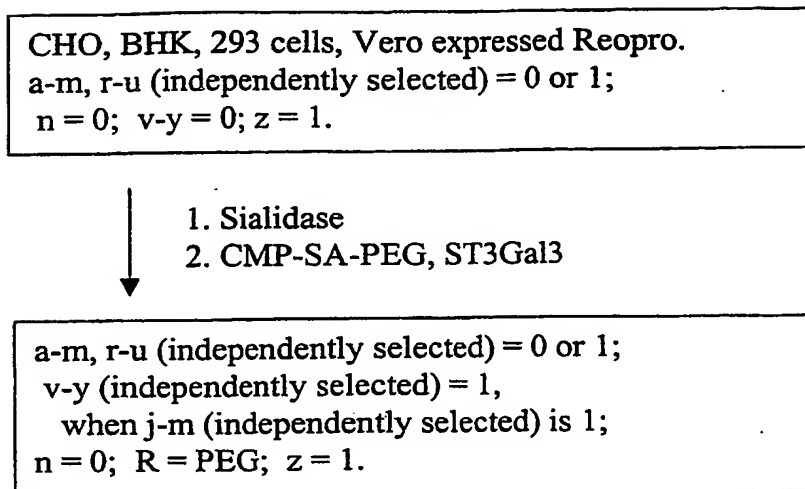 CHO, BHK, 293 cells, Vero expressed Reopro.
a-m, r-u (independently selected) = 0 or 1;
n = 0; v-y = 0; z = 1.
1. Sialidase
2. CMP-SA-PEG, ST3Gal3
a-m, r-u (independently selected) = 0 or 1;
v-y (independently selected) = 1,
when j-m (independently selected) is 1;
n = 0; R = PEG; z = 1.